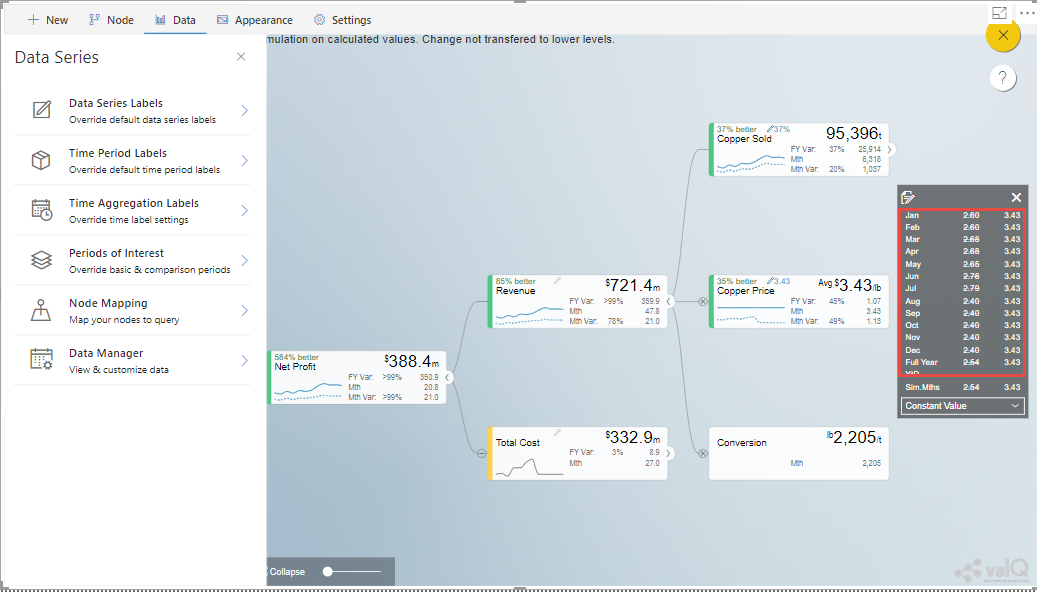 New
Node
Data
Appearance
Settings
mulation on calculated values. Change not transfered to lower levels.
Data Series
Data Series Labels
Override default data series labels
Time Period Labels
Override default time period labels
Time Aggregation Labels
Override time label settings
Periods of Interest
Override basic & comparison periods
Node Mapping
Map your nodes to query
Data Manager
View & customize data
584% better
Net Profit
$388.4m
FY Var: >99% 350.9
Mth 20.8
Mth Var: >99% 21.0
85% better
Revenue
$721.4m
FY Var: >99% 359.9
Mth 47.8
Mth Var: 78% 21.0
Total Cost
$332.9m
FY Var: 3% 8.9
Mth 27.0
37% better 37%
Copper Sold
95,396t
FY Var: 37% 25,914
Mth 6,318
Mth Var: 20% 1,037
35% better 3.43
Copper Price
Avg $3.43/lb
FY Var: 45% 1.07
Mth 3.43
Mth Var: 49% 1.13
Conversion
lb2,205/t
Mth 2,205
Jan 2.60 3.43
Feb 2.60 3.43
Mar 2.68 3.43
Apr 2.68 3.43
May 2.65 3.43
Jun 2.76 3.43
Jul 2.79 3.43
Aug 2.40 3.43
Sep 2.40 3.43
Oct 2.40 3.43
Nov 2.40 3.43
Dec 2.40 3.43
Full Year 2.54 3.43
YTD
Sim.Mths 2.54 3.43
Constant Value
Collapse
?
valQ